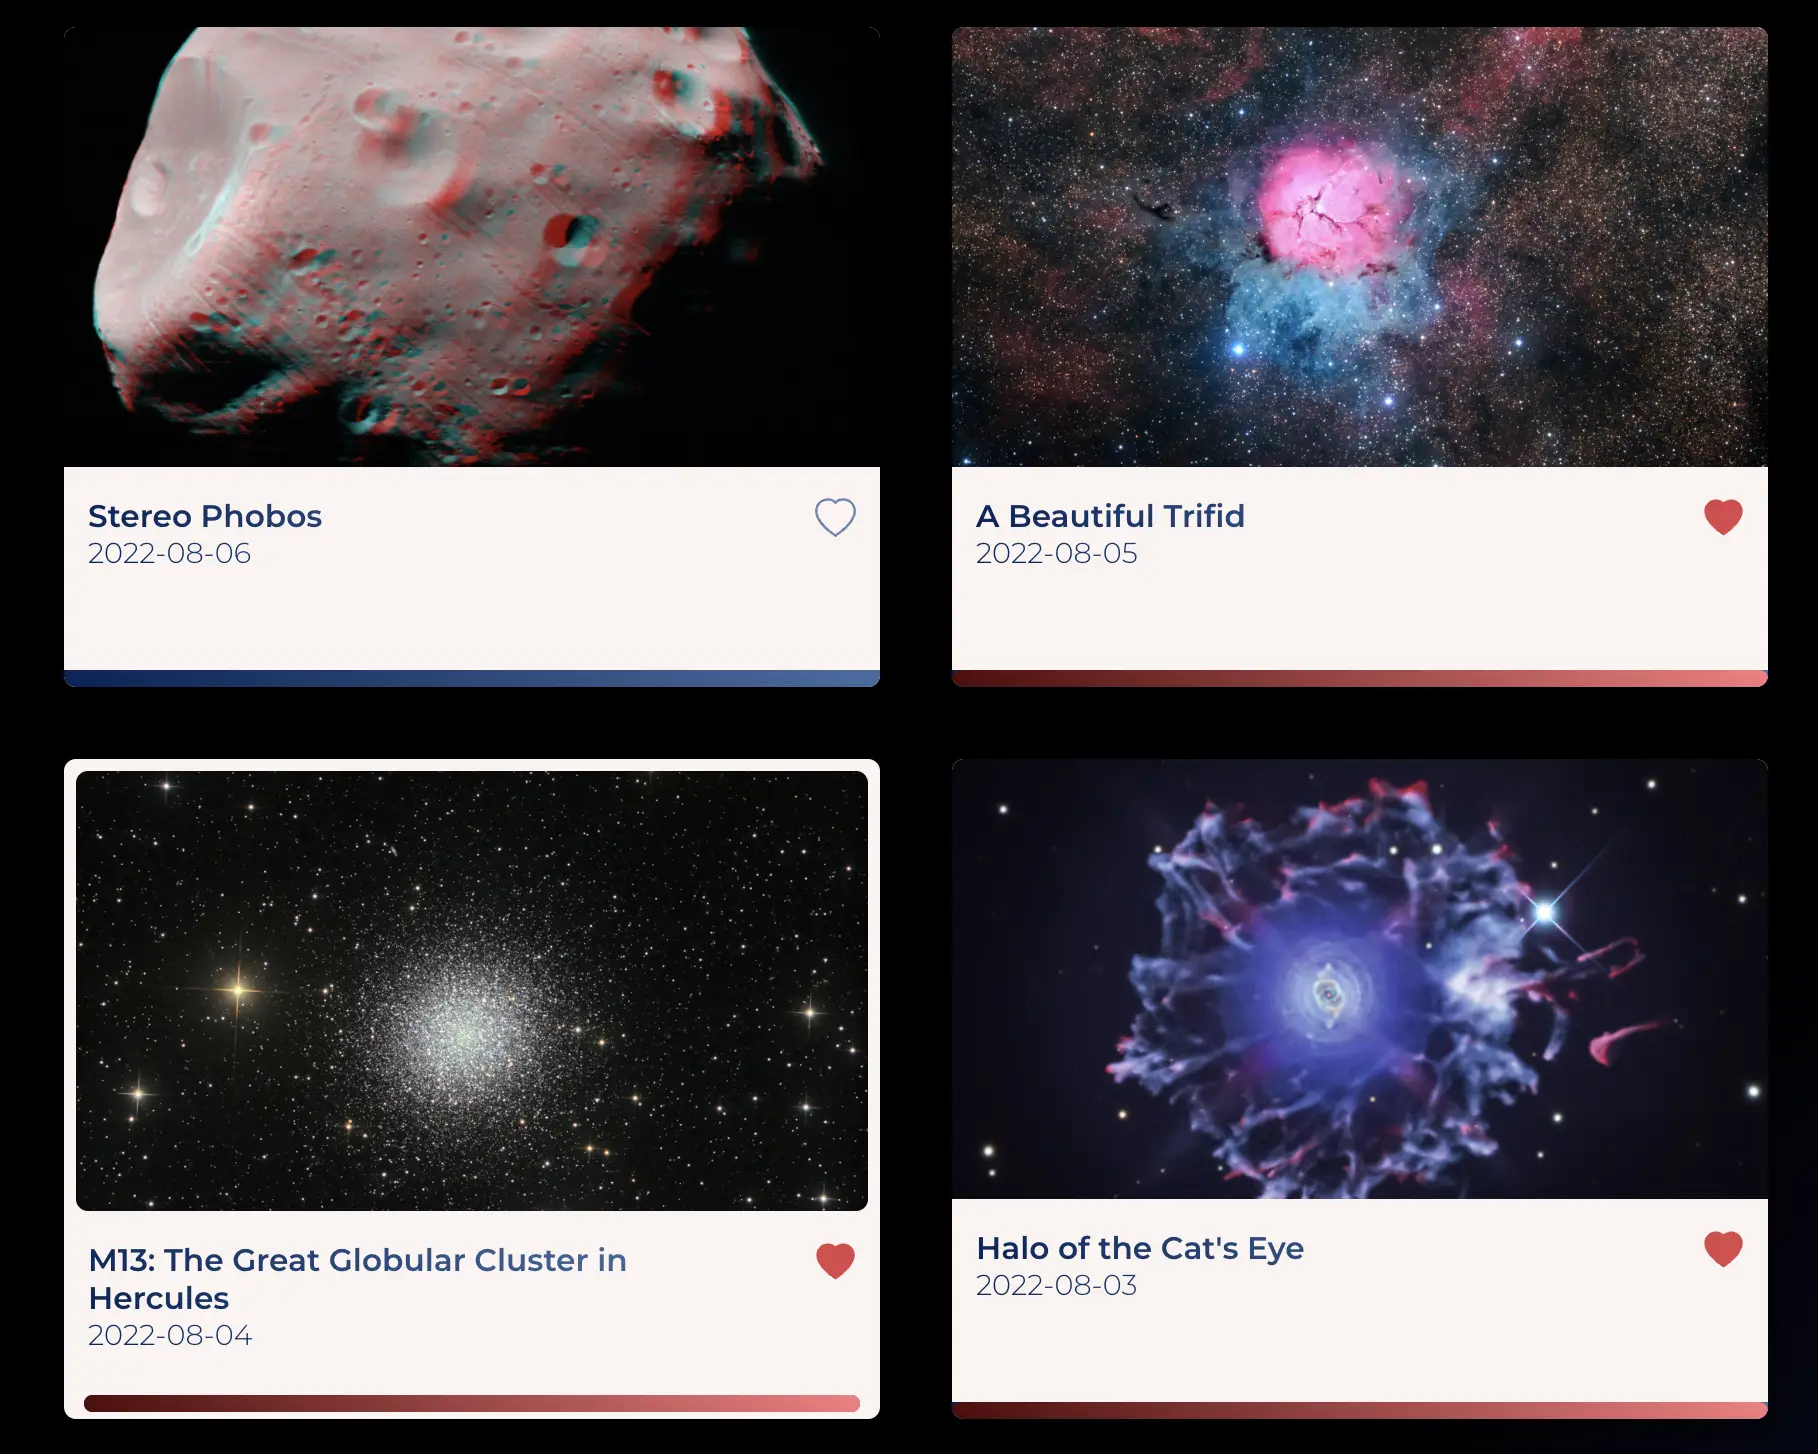 Stereo Phobos
2022-08-06
A Beautiful Trifid
2022-08-05
M13: The Great Globular Cluster in
Hercules
2022-08-04
Halo of the Cat's Eye
2022-08-03